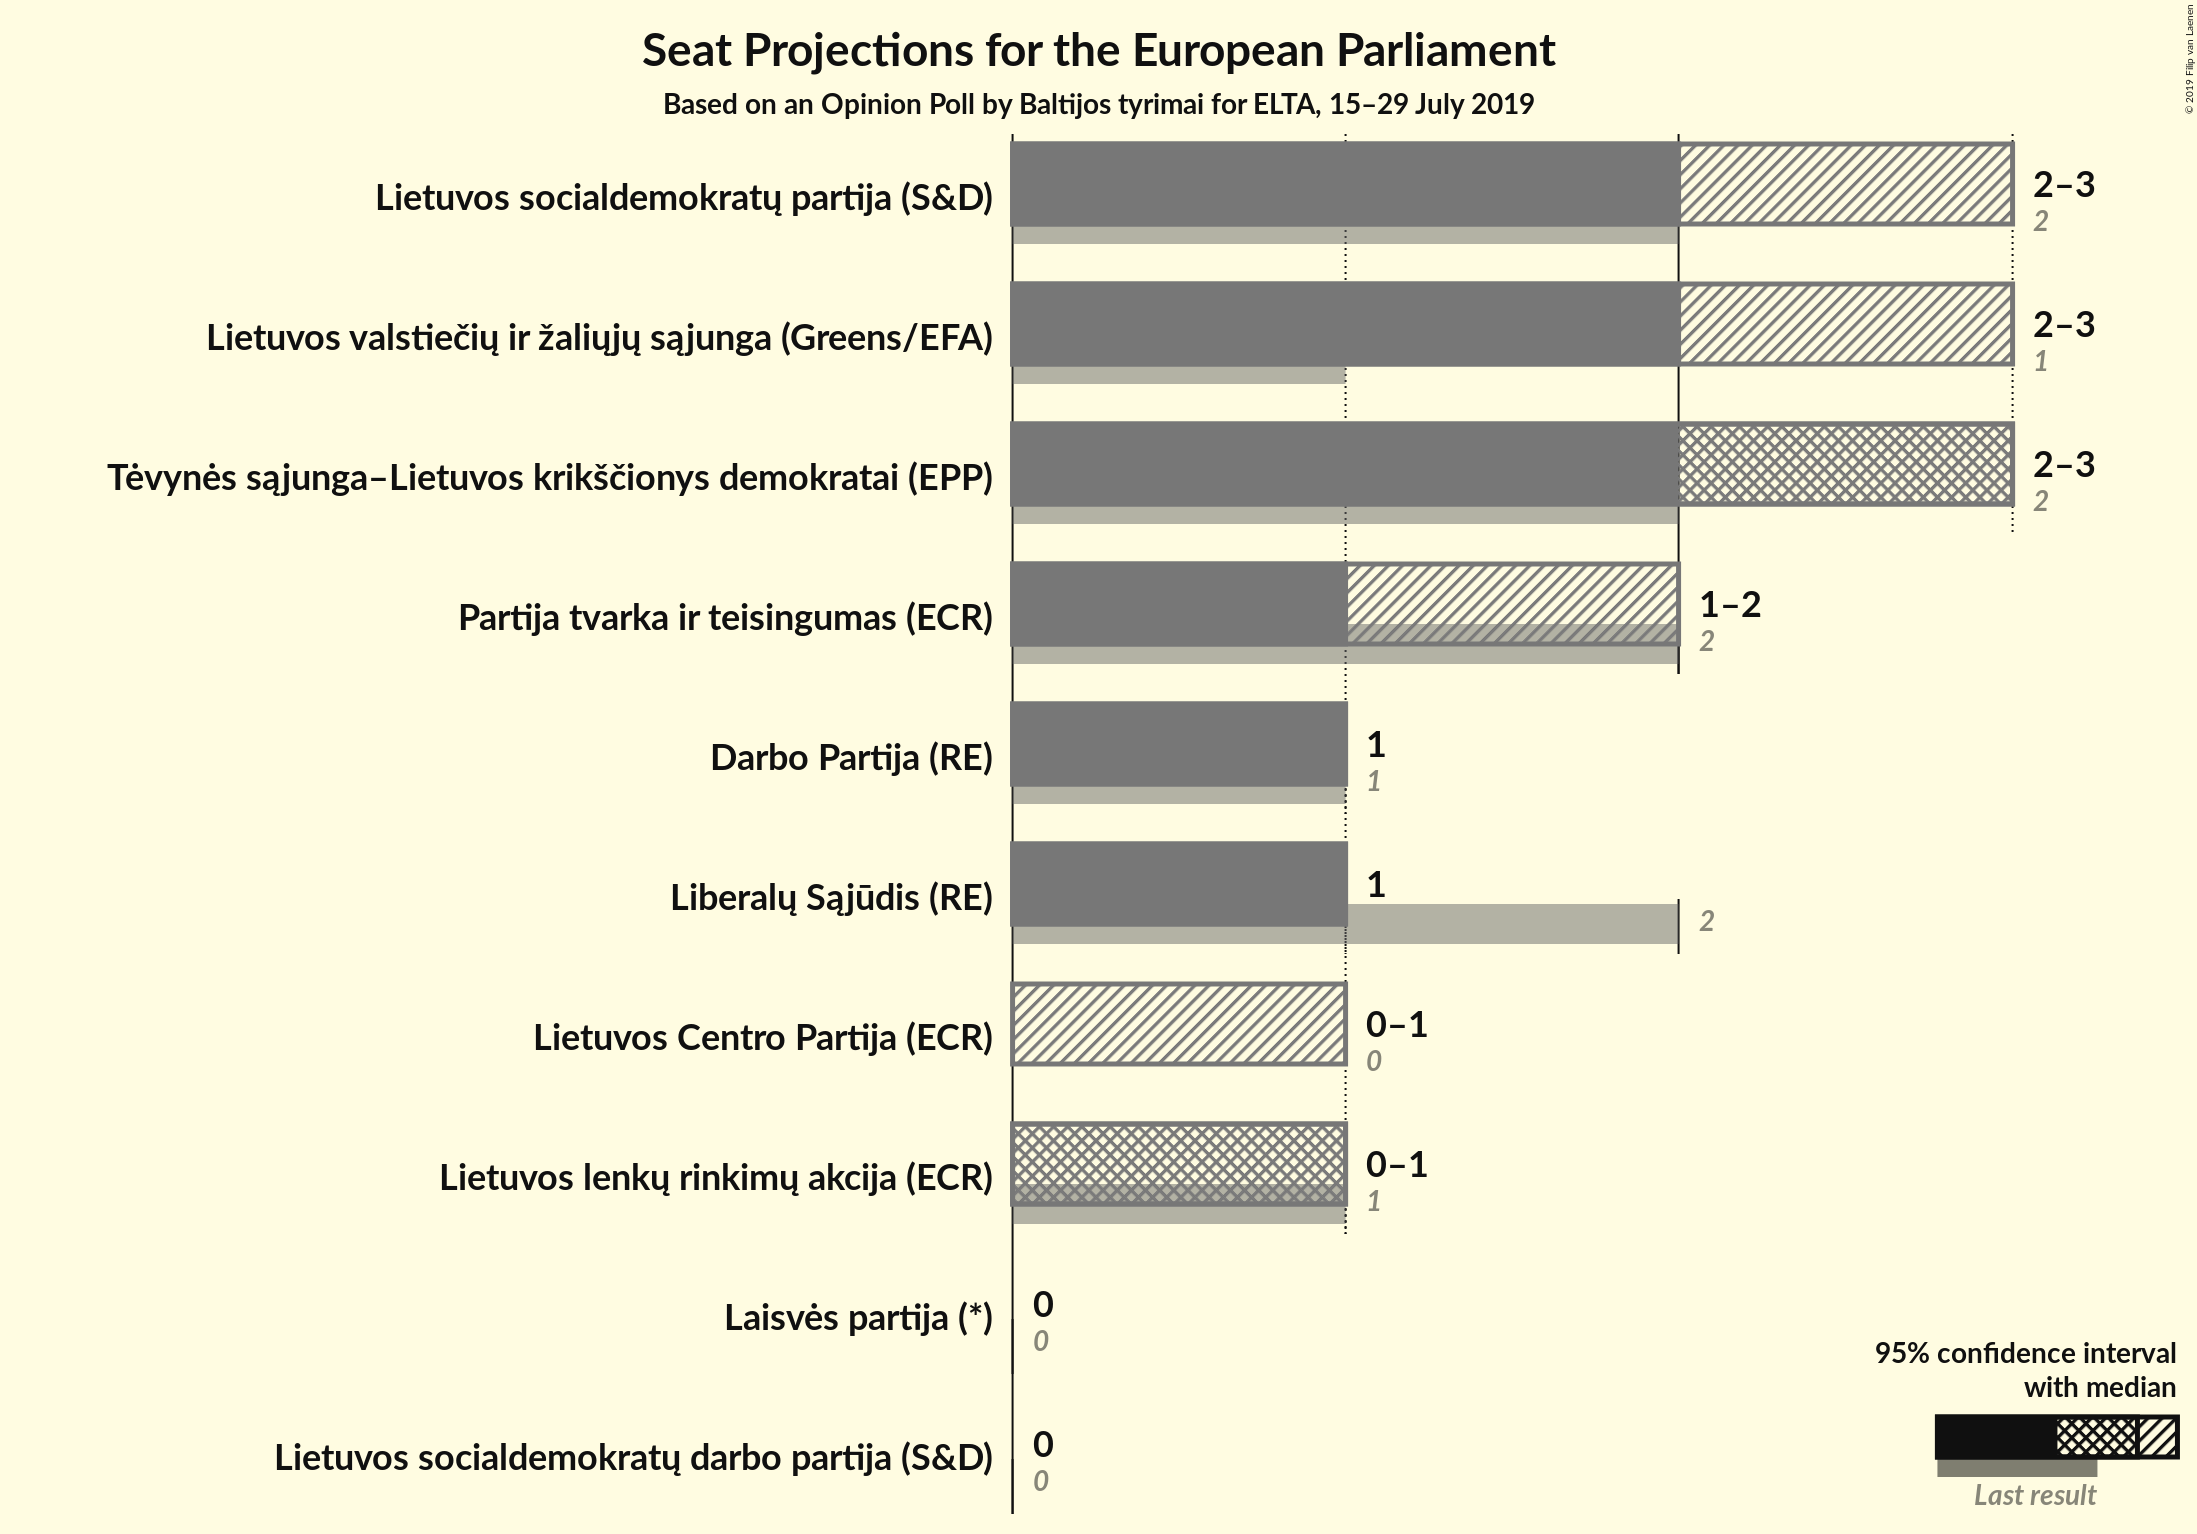 Seat Projections for the European Parliament
Based on an Opinion Poll by Baltijos tyrimai for ELTA, 15–29 July 2019
© 2019 Filip van Laenen
Lietuvos socialdemokratų partija (S&D)
2–3
2
Lietuvos valstiečių ir žaliųjų sąjunga (Greens/EFA)
2–3
1
Tėvynės sąjunga–Lietuvos krikščionys demokratai (EPP)
2–3
2
Partija tvarka ir teisingumas (ECR)
1–2
2
Darbo Partija (RE)
1
1
Liberalų Sąjūdis (RE)
1
2
Lietuvos Centro Partija (ECR)
0–1
0
Lietuvos lenkų rinkimų akcija (ECR)
0–1
1
Laisvės partija (*)
0
0
Lietuvos socialdemokratų darbo partija (S&D)
0
0
95% confidence interval
with median
Last result